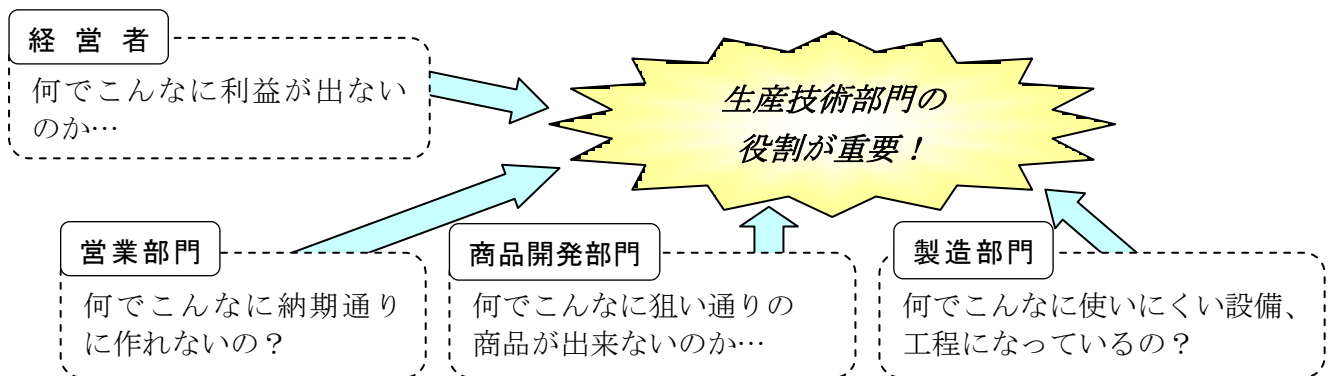 経営者
何でこんなに利益が出ない
のか…
生産技術部門の
役割が重要！
営業部門
何でこんなに納期通り
に作れないの？
商品開発部門
何でこんなに狙い通りの
商品が出来ないのか…
製造部門
何でこんなに使いにくい設備、
工程になっているの？